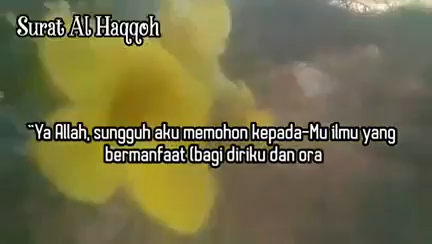 Surat Al Haqqoh
"Ya Allah, sungguh aku memohon kepada-Mu ilmu yang
bermanfaat (bagi diriku dan ora